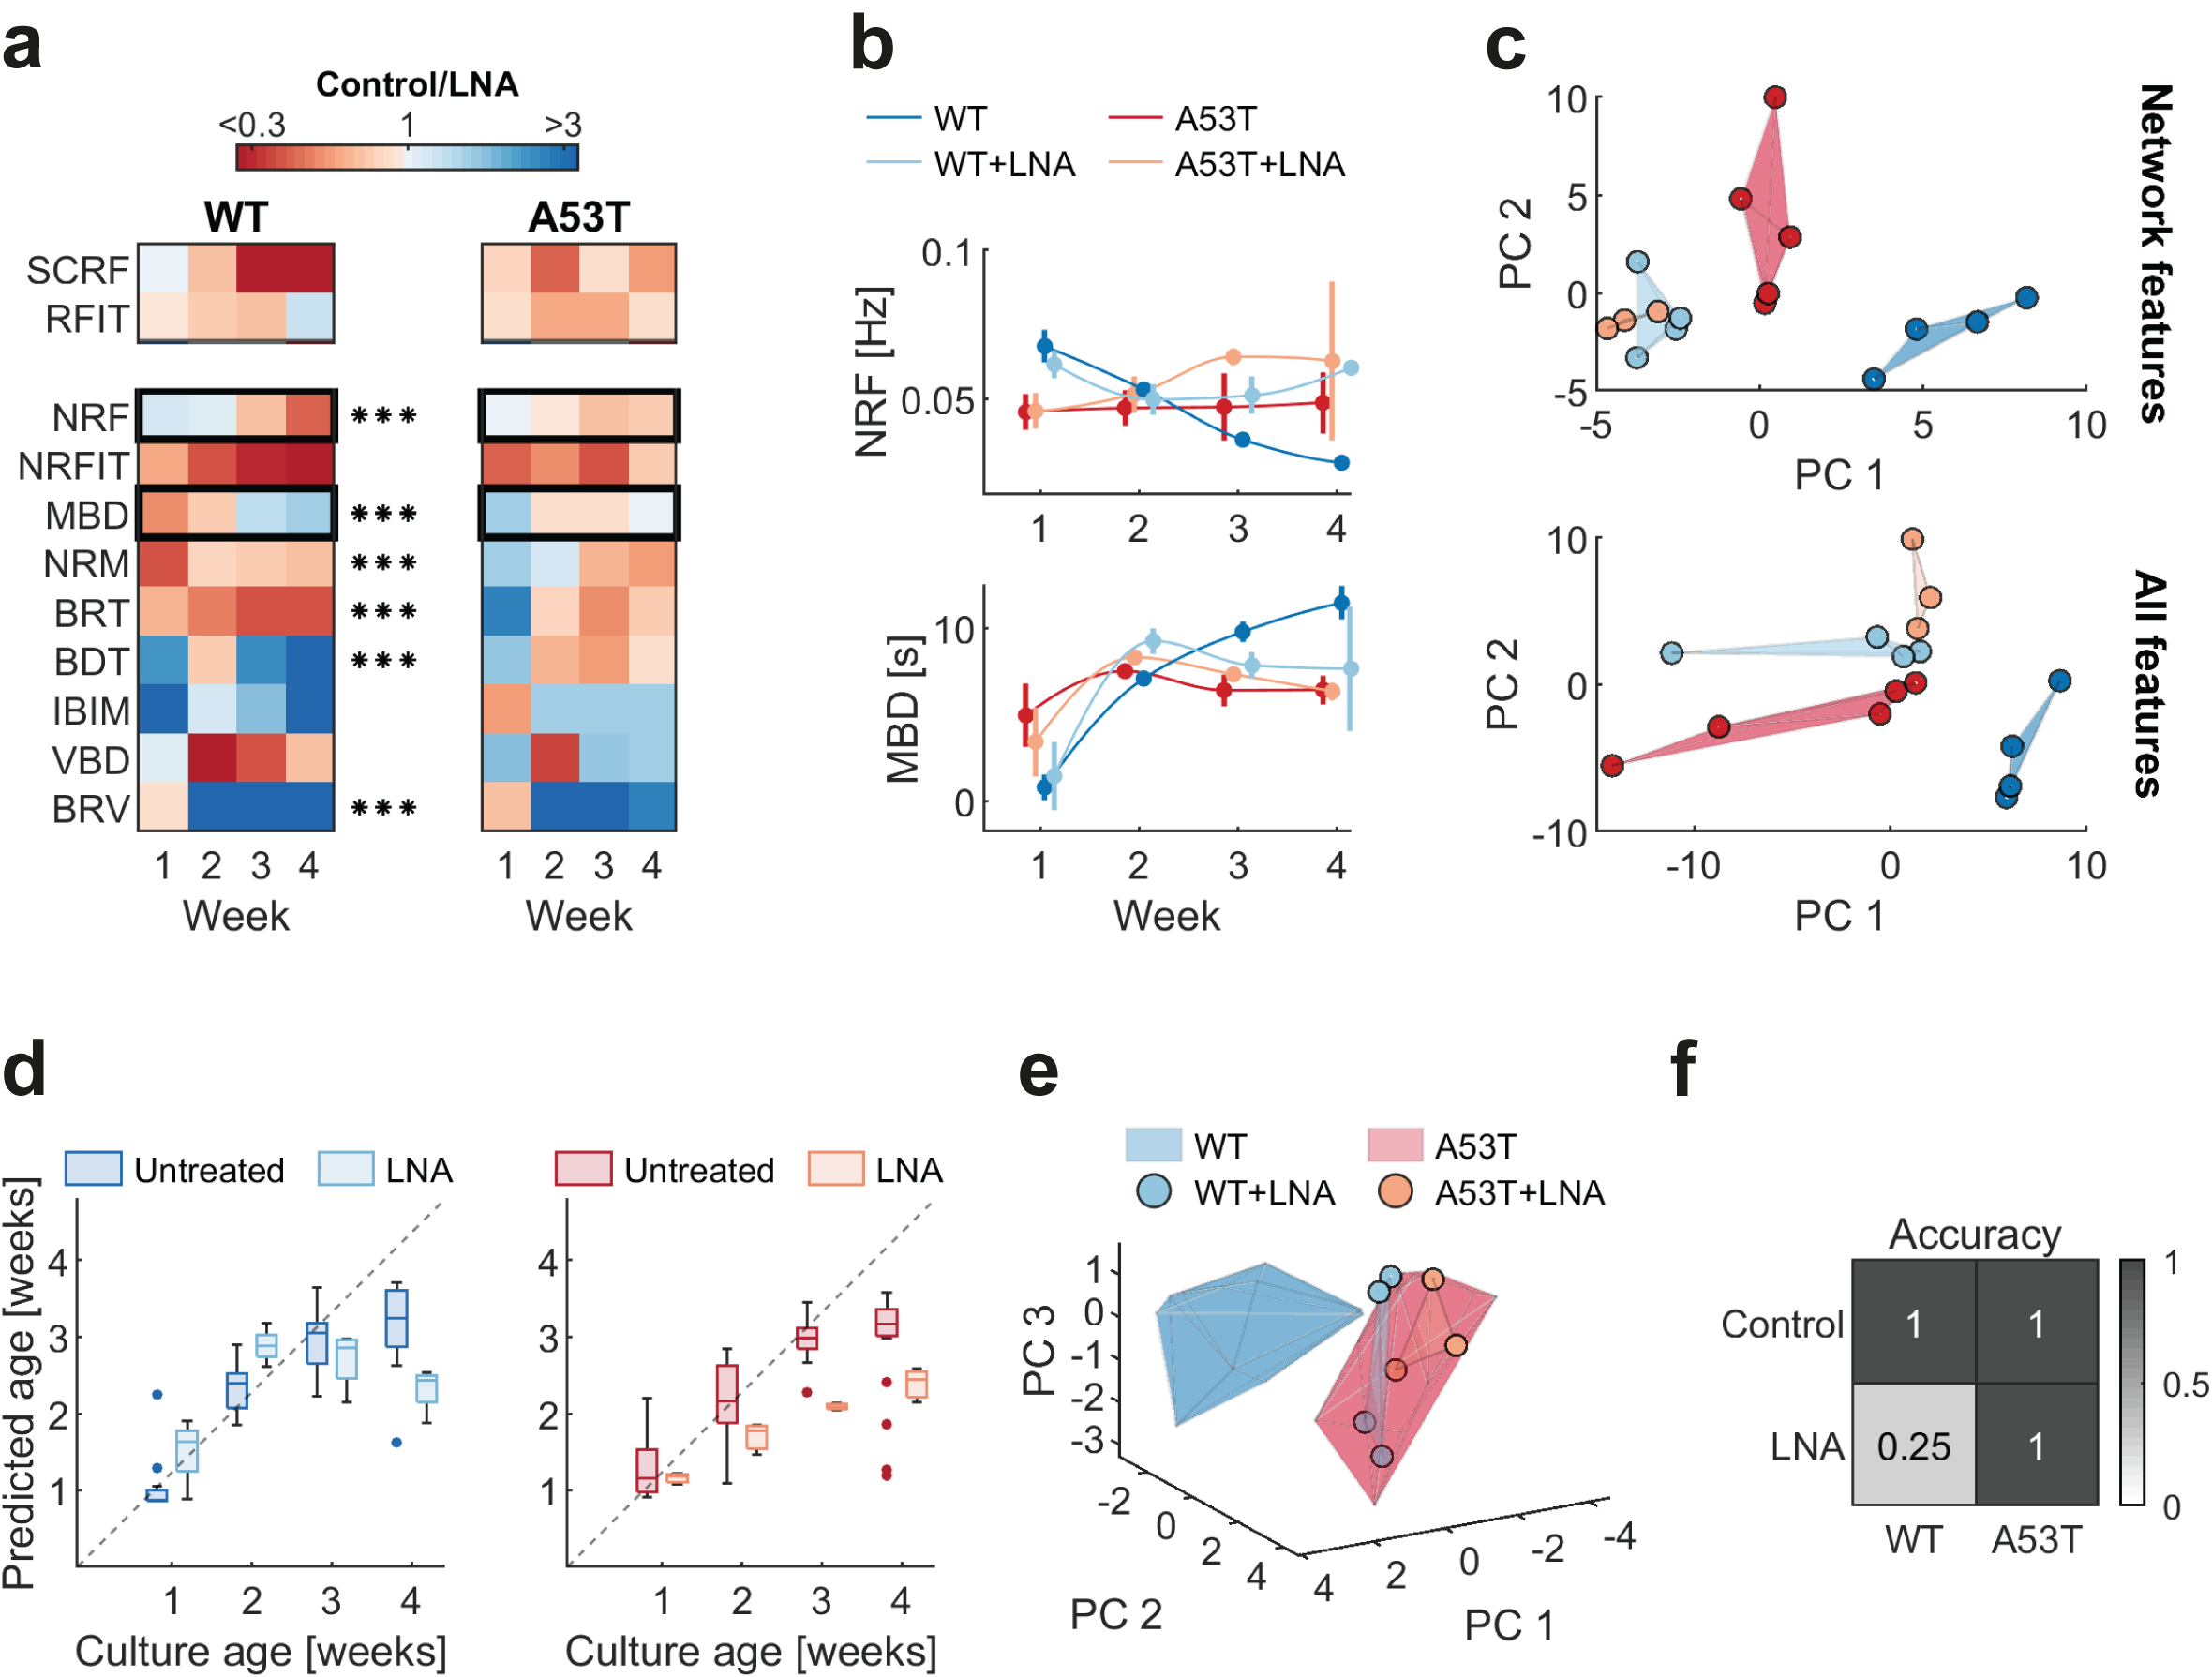 a
Control/LNA
<0.3 1 >3
WT A53T
SCRF
RFIT
NRF ***
NRFIT
MBD ***
NRM ***
BRT ***
BDT ***
IBIM
VBD
BRV ***
1 2 3 4 1 2 3 4
Week Week
b
WT A53T
WT+LNA A53T+LNA
NRF [Hz]
0.1
0.05
1 2 3 4
MBD [s]
10
0
1 2 3 4
Week
c
PC 2
10
5
0
-5
-5 0 5 10
PC 1
Network features
PC 2
10
0
-10
-10 0 10
PC 1
All features
d
Untreated LNA
Predicted age [weeks]
4
3
2
1
1 2 3 4
Culture age [weeks]
Untreated LNA
4
3
2
1
1 2 3 4
Culture age [weeks]
e
WT A53T
WT+LNA A53T+LNA
PC 3
1
0
-1
-2
-3
-2 0 2 4
PC 2
4 2 0 -2 -4
PC 1
f
Accuracy
Control 1 1
LNA 0.25 1
WT A53T
1
0.5
0